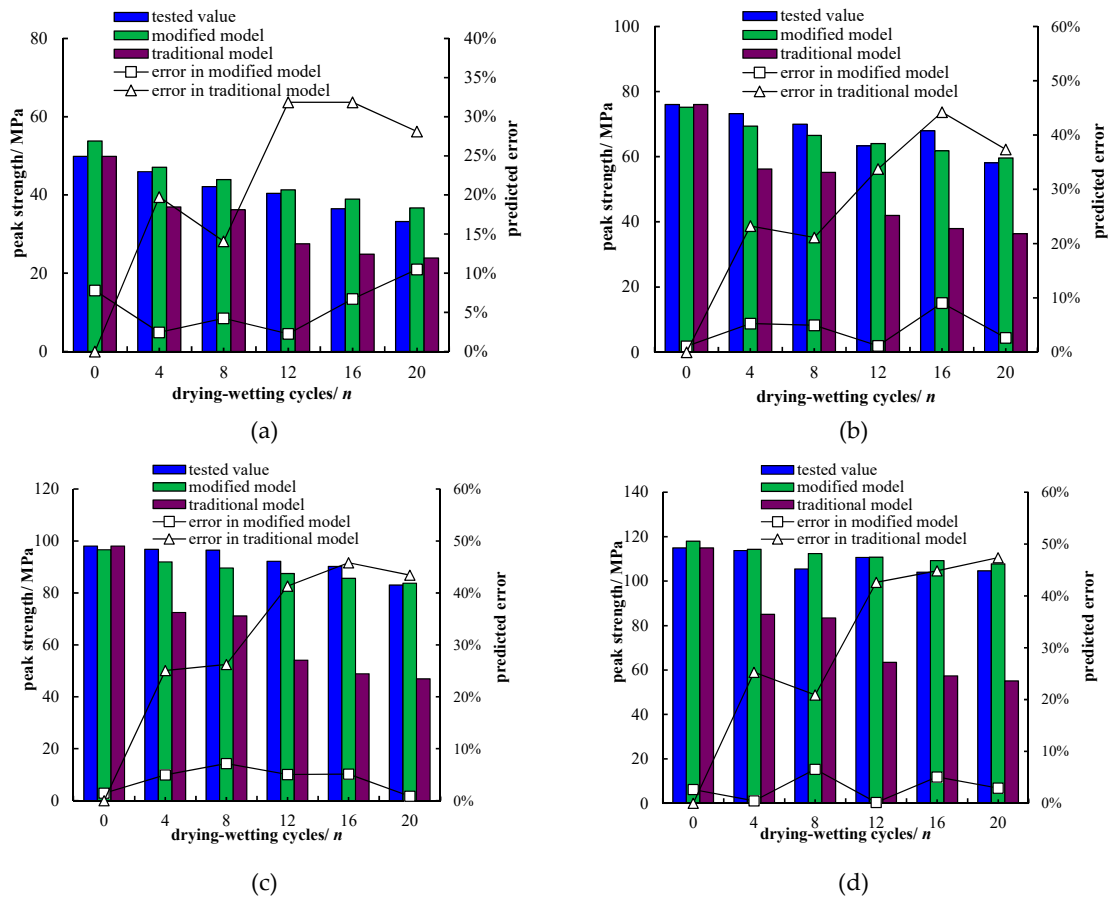 tested value
modified model
traditional model
error in modified model
error in traditional model
80
60
40
20
0
peak strength/ MPa
40%
35%
30%
25%
20%
15%
10%
5%
0%
predicted error
0 4 8 12 16 20
drying-wetting cycles/ n
(a)
tested value
modified model
traditional model
error in modified model
error in traditional model
100
80
60
40
20
0
peak strength/ MPa
60%
50%
40%
30%
20%
10%
0%
predicted error
0 4 8 12 16 20
drying-wetting cycles/ n
(b)
tested value
modified model
traditional model
error in modified model
error in traditional model
120
100
80
60
40
20
0
peak strength/ MPa
60%
50%
40%
30%
20%
10%
0%
predicted error
0 4 8 12 16 20
drying-wetting cycles/ n
(c)
tested value
modified model
traditional model
error in modified model
error in traditional model
140
120
100
80
60
40
20
0
peak strength/ MPa
60%
50%
40%
30%
20%
10%
0%
predicted error
0 4 8 12 16 20
drying-wetting cycles/ n
(d)